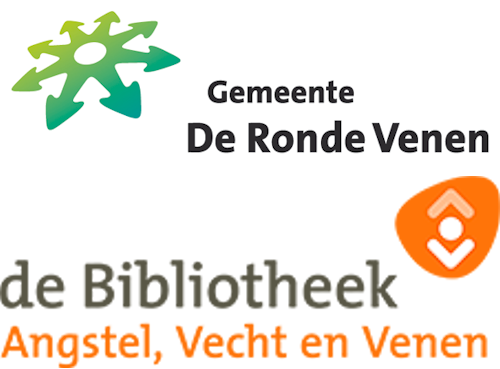 Gemeente
De Ronde Venen
de Bibliotheek
Angstel, Vecht en Venen